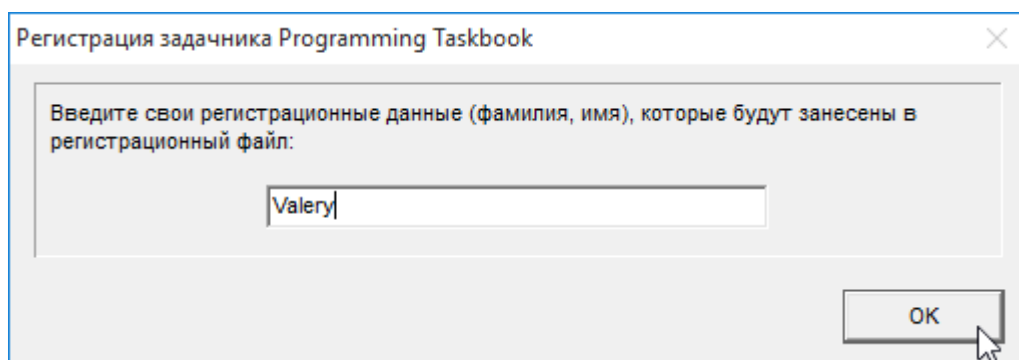 Регистрация задачника Programming Taskbook
Введите свои регистрационные данные (фамилия, имя), которые будут занесены в
регистрационный файл:
Valery
OK